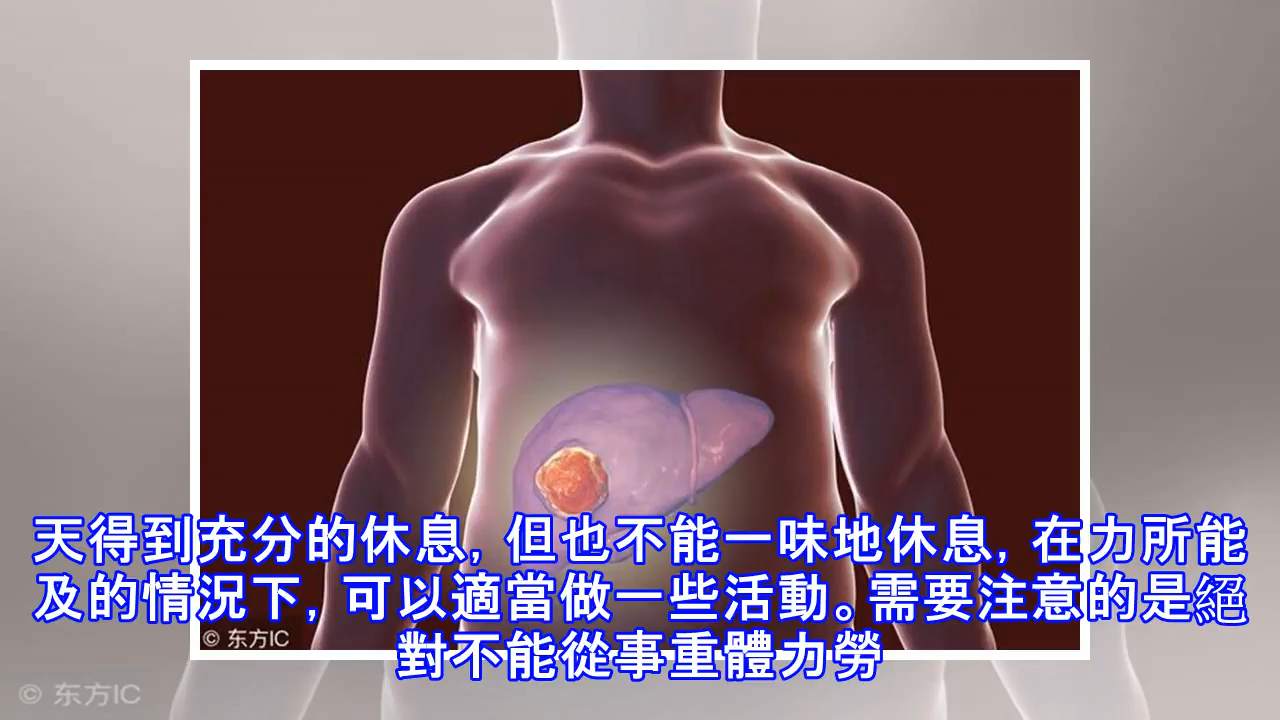 天得到充分的休息, 但也不能一味地休息, 在力所能
及的情況下, 可以適當做一些活動。需要注意的是絕
對不能從事重體力勞
© 东方IC
© 东方IC